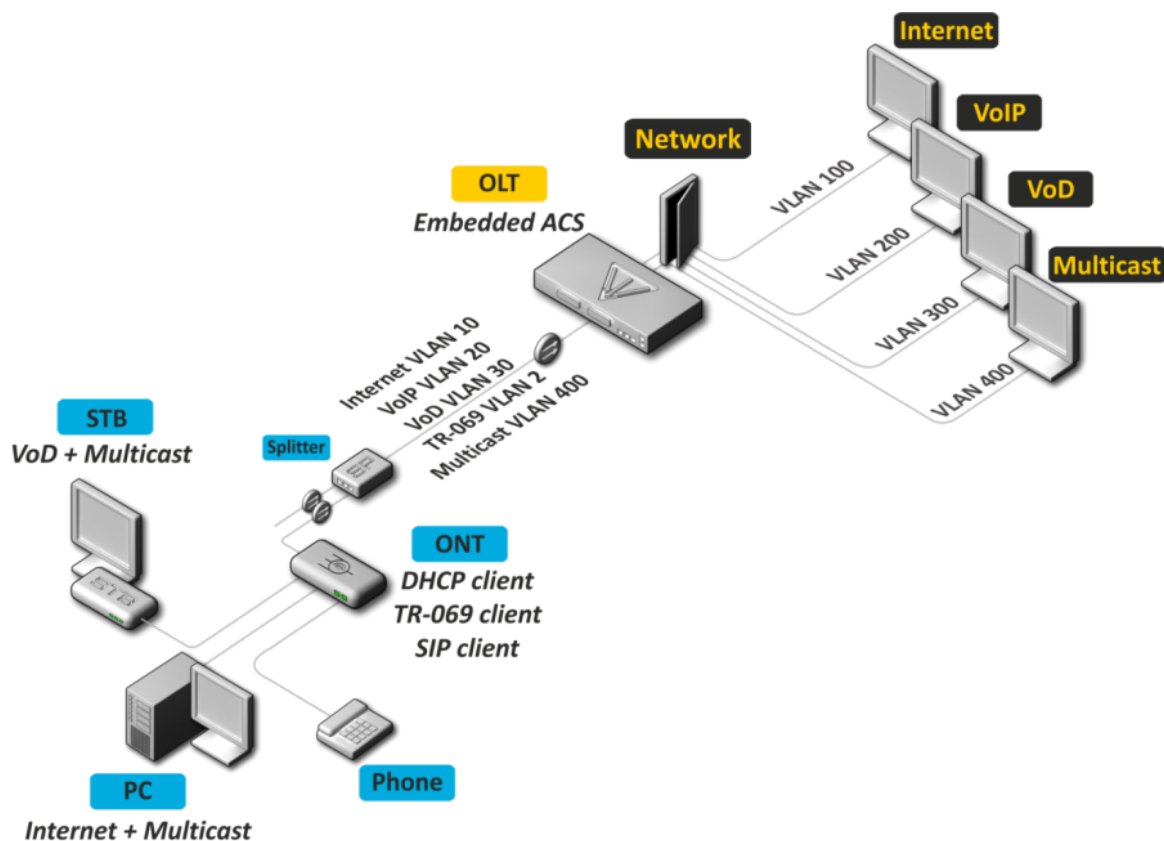 Internet
VoIP
Network
VoD
OLT
Embedded ACS
Multicast
VLAN 100
VLAN 200
VLAN 300
VLAN 400
Internet VLAN 10
VoIP VLAN 20
VoD VLAN 30
TR-069 VLAN 2
Multicast VLAN 400
STB
VoD + Multicast
Splitter
ONT
DHCP client
TR-069 client
SIP client
STB
Phone
PC
Internet + Multicast